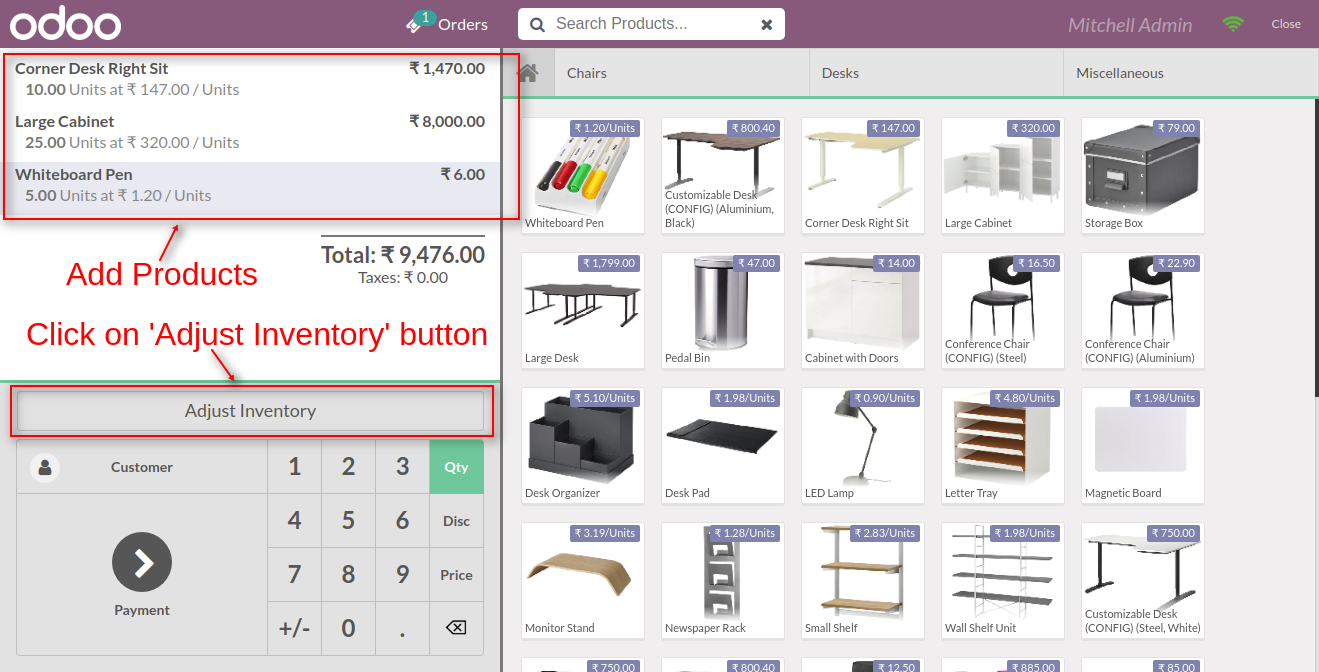 odoo
1
Orders
Search Products...
Mitchell Admin
Close
Corner Desk Right Sit ₹ 1,470.00
10.00 Units at ₹ 147.00 / Units
Large Cabinet ₹ 8,000.00
25.00 Units at ₹ 320.00 / Units
Whiteboard Pen ₹ 6.00
5.00 Units at ₹ 1.20 / Units
Total: ₹ 9,476.00
Taxes: ₹ 0.00
Add Products
Click on 'Adjust Inventory' button
Adjust Inventory
Customer
1 2 3 Qty
4 5 6 Disc
7 8 9 Price
+/- 0 .
Payment
Chairs
Desks
Miscellaneous
₹ 1.20/Units
Whiteboard Pen
₹ 800.40
Customizable Desk
(CONFIG) (Aluminium,
Black)
₹ 147.00
Corner Desk Right Sit
₹ 320.00
Large Cabinet
₹ 79.00
Storage Box
₹ 1,799.00
Large Desk
₹ 47.00
Pedal Bin
₹ 14.00
Cabinet with Doors
₹ 16.50
Conference Chair
(CONFIG) (Steel)
₹ 22.90
Conference Chair
(CONFIG) (Aluminium)
₹ 5.10/Units
Desk Organizer
₹ 1.98/Units
Desk Pad
₹ 0.90/Units
LED Lamp
₹ 4.80/Units
Letter Tray
₹ 1.98/Units
Magnetic Board
₹ 3.19/Units
Monitor Stand
₹ 1.28/Units
Newspaper Rack
₹ 2.83/Units
Small Shelf
₹ 1.98/Units
Wall Shelf Unit
₹ 750.00
Customizable Desk
(CONFIG) (Steel, White)
₹ 750.00
₹ 800.40
₹ 12.50
₹ 885.00
₹ 85.00